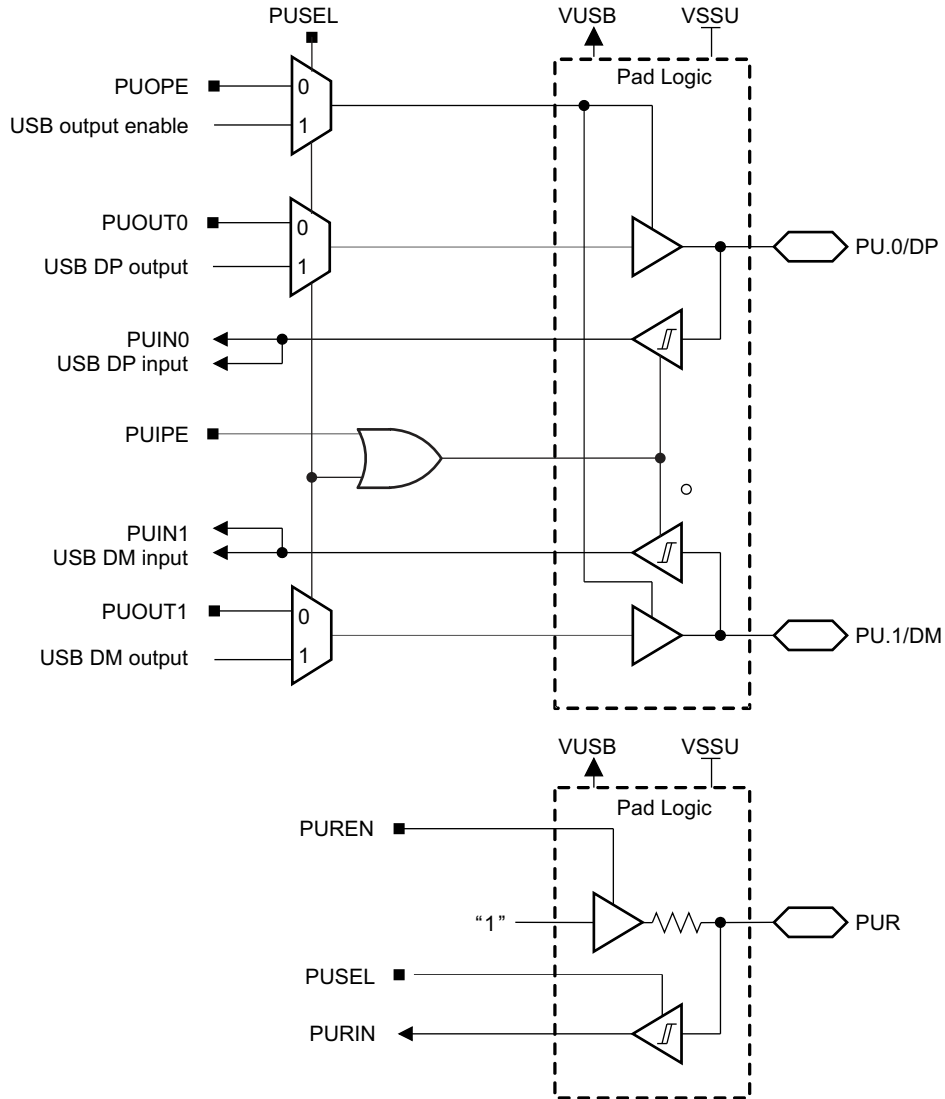 PUSEL
VUSB
VSSU
Pad Logic
PUOPE
0
USB output enable
1
PUOUT0
0
USB DP output
1
PU.0/DP
PUIN0
USB DP input
PUIPE
PUIN1
USB DM input
PUOUT1
0
USB DM output
1
PU.1/DM
VUSB
VSSU
Pad Logic
PUREN
“1”
PUR
PUSEL
PURIN